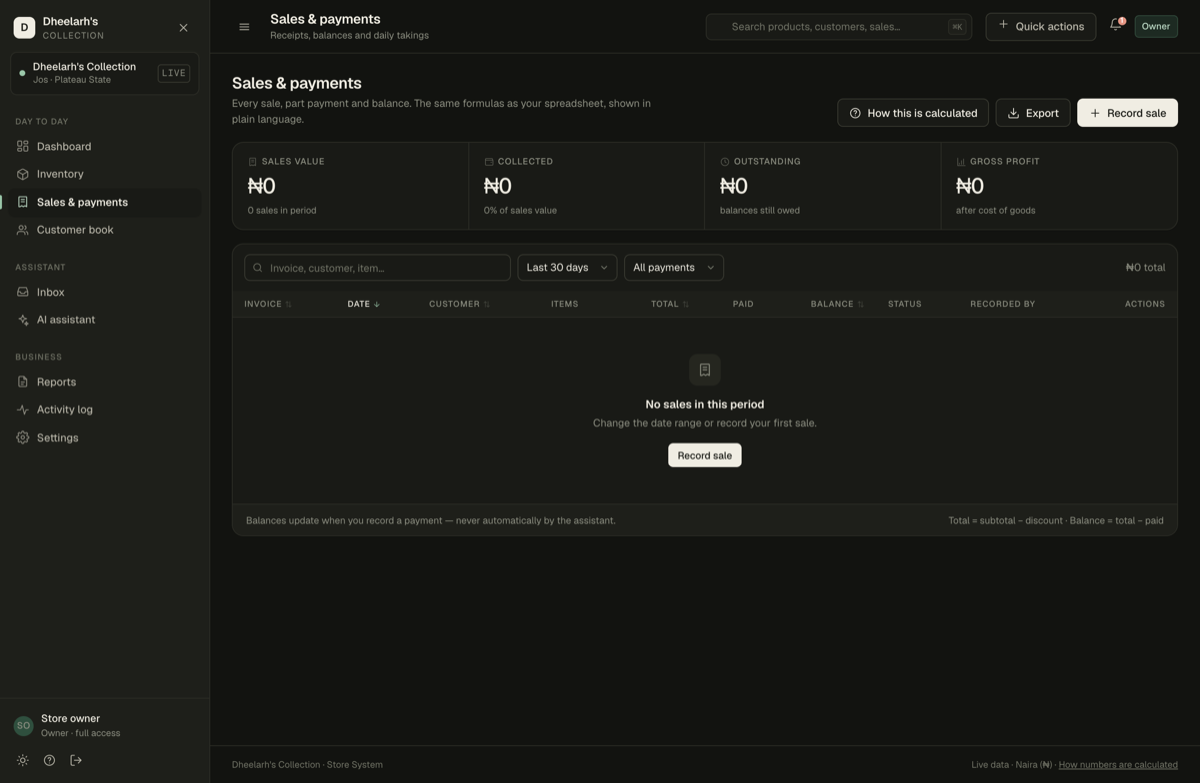 D
Dheelarh's
COLLECTION
Dheelarh's Collection
Jos · Plateau State
LIVE
DAY TO DAY
Dashboard
Inventory
Sales & payments
Customer book
ASSISTANT
Inbox
AI assistant
BUSINESS
Reports
Activity log
Settings
SO
Store owner
Owner · full access
Sales & payments
Receipts, balances and daily takings
Search products, customers, sales...
⌘K
Quick actions
1
Owner
Sales & payments
Every sale, part payment and balance. The same formulas as your spreadsheet, shown in
plain language.
How this is calculated
Export
Record sale
SALES VALUE
₦0
0 sales in period
COLLECTED
₦0
0% of sales value
OUTSTANDING
₦0
balances still owed
GROSS PROFIT
₦0
after cost of goods
Invoice, customer, item...
Last 30 days
All payments
₦0 total
INVOICE DATE CUSTOMER ITEMS TOTAL PAID BALANCE STATUS RECORDED BY ACTIONS
No sales in this period
Change the date range or record your first sale.
Record sale
Balances update when you record a payment — never automatically by the assistant.
Total = subtotal − discount · Balance = total − paid
Dheelarh's Collection · Store System
Live data · Naira (₦) · How numbers are calculated